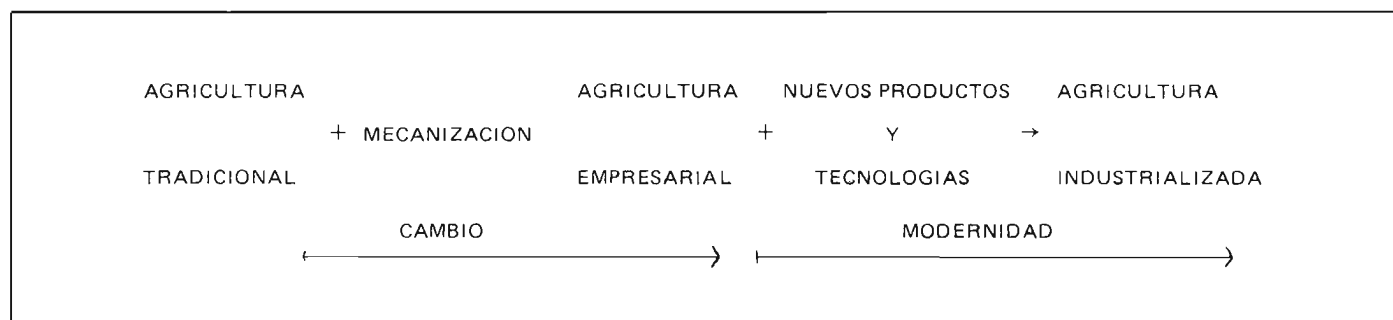 AGRICULTURA AGRICULTURA NUEVOS PRODUCTOS AGRICULTURA
+ MECANIZACION + Y →
TRADICIONAL EMPRESARIAL TECNOLOGIAS INDUSTRIALIZADA
CAMBIO MODERNIDAD